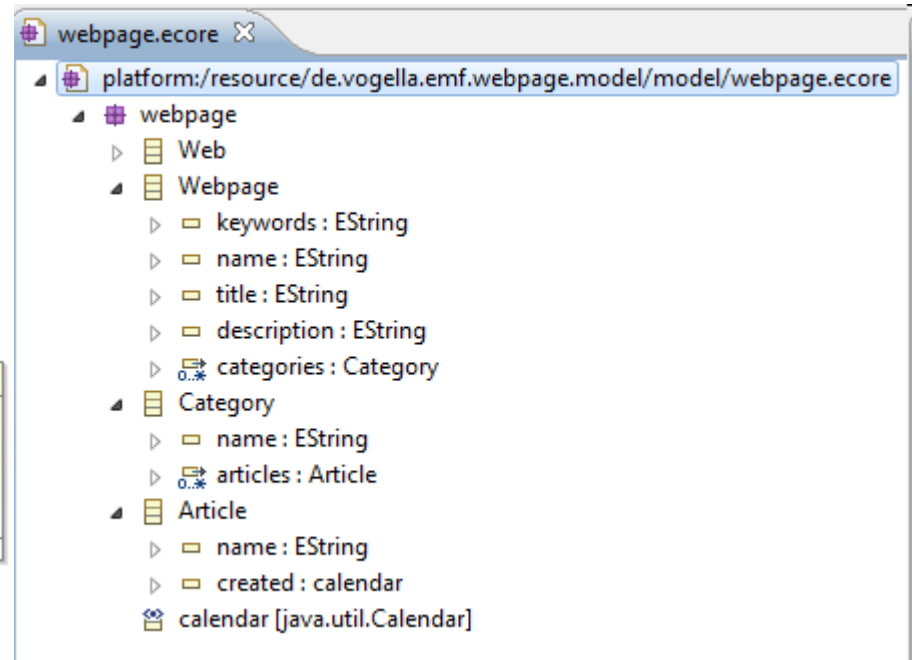 webpage.ecore
platform:/resource/de.vogella.emf.webpage.model/model/webpage.ecore
webpage
Web
Webpage
keywords : EString
name : EString
title : EString
description : EString
0..* categories : Category
Category
name : EString
0..* articles : Article
Article
name : EString
created : calendar
calendar [java.util.Calendar]